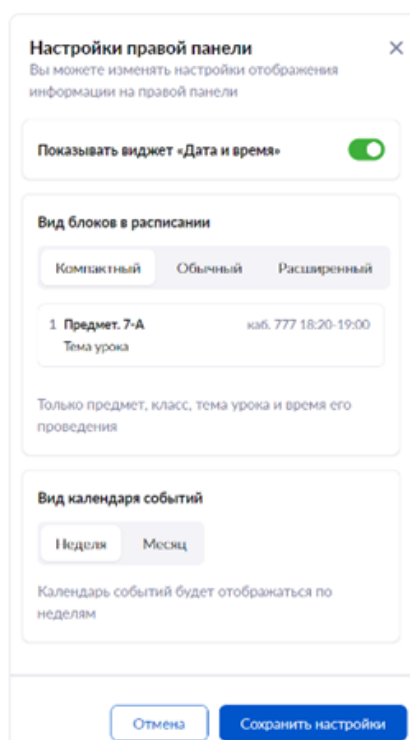 Настройки правой панели
Вы можете изменять настройки отображения
информации на правой панели
Показывать виджет «Дата и время»
Вид блоков в расписании
Компактный Обычный Расширенный
1 Предмет. 7-А каб. 777 18:20-19:00
Тема урока
Только предмет, класс, тема урока и время его
проведения
Вид календаря событий
Неделя Месяц
Календарь событий будет отображаться по
неделям
Отмена Сохранить настройки